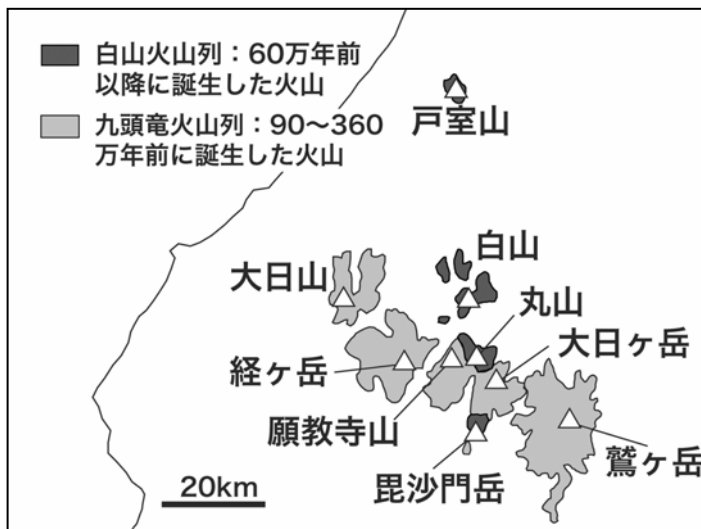 白山火山列：60万年前
以降に誕生した火山
九頭竜火山列：90〜360
万年前に誕生した火山
戸室山
白山
大日山
丸山
大日ヶ岳
経ヶ岳
願教寺山
毘沙門岳
鷲ヶ岳
20km